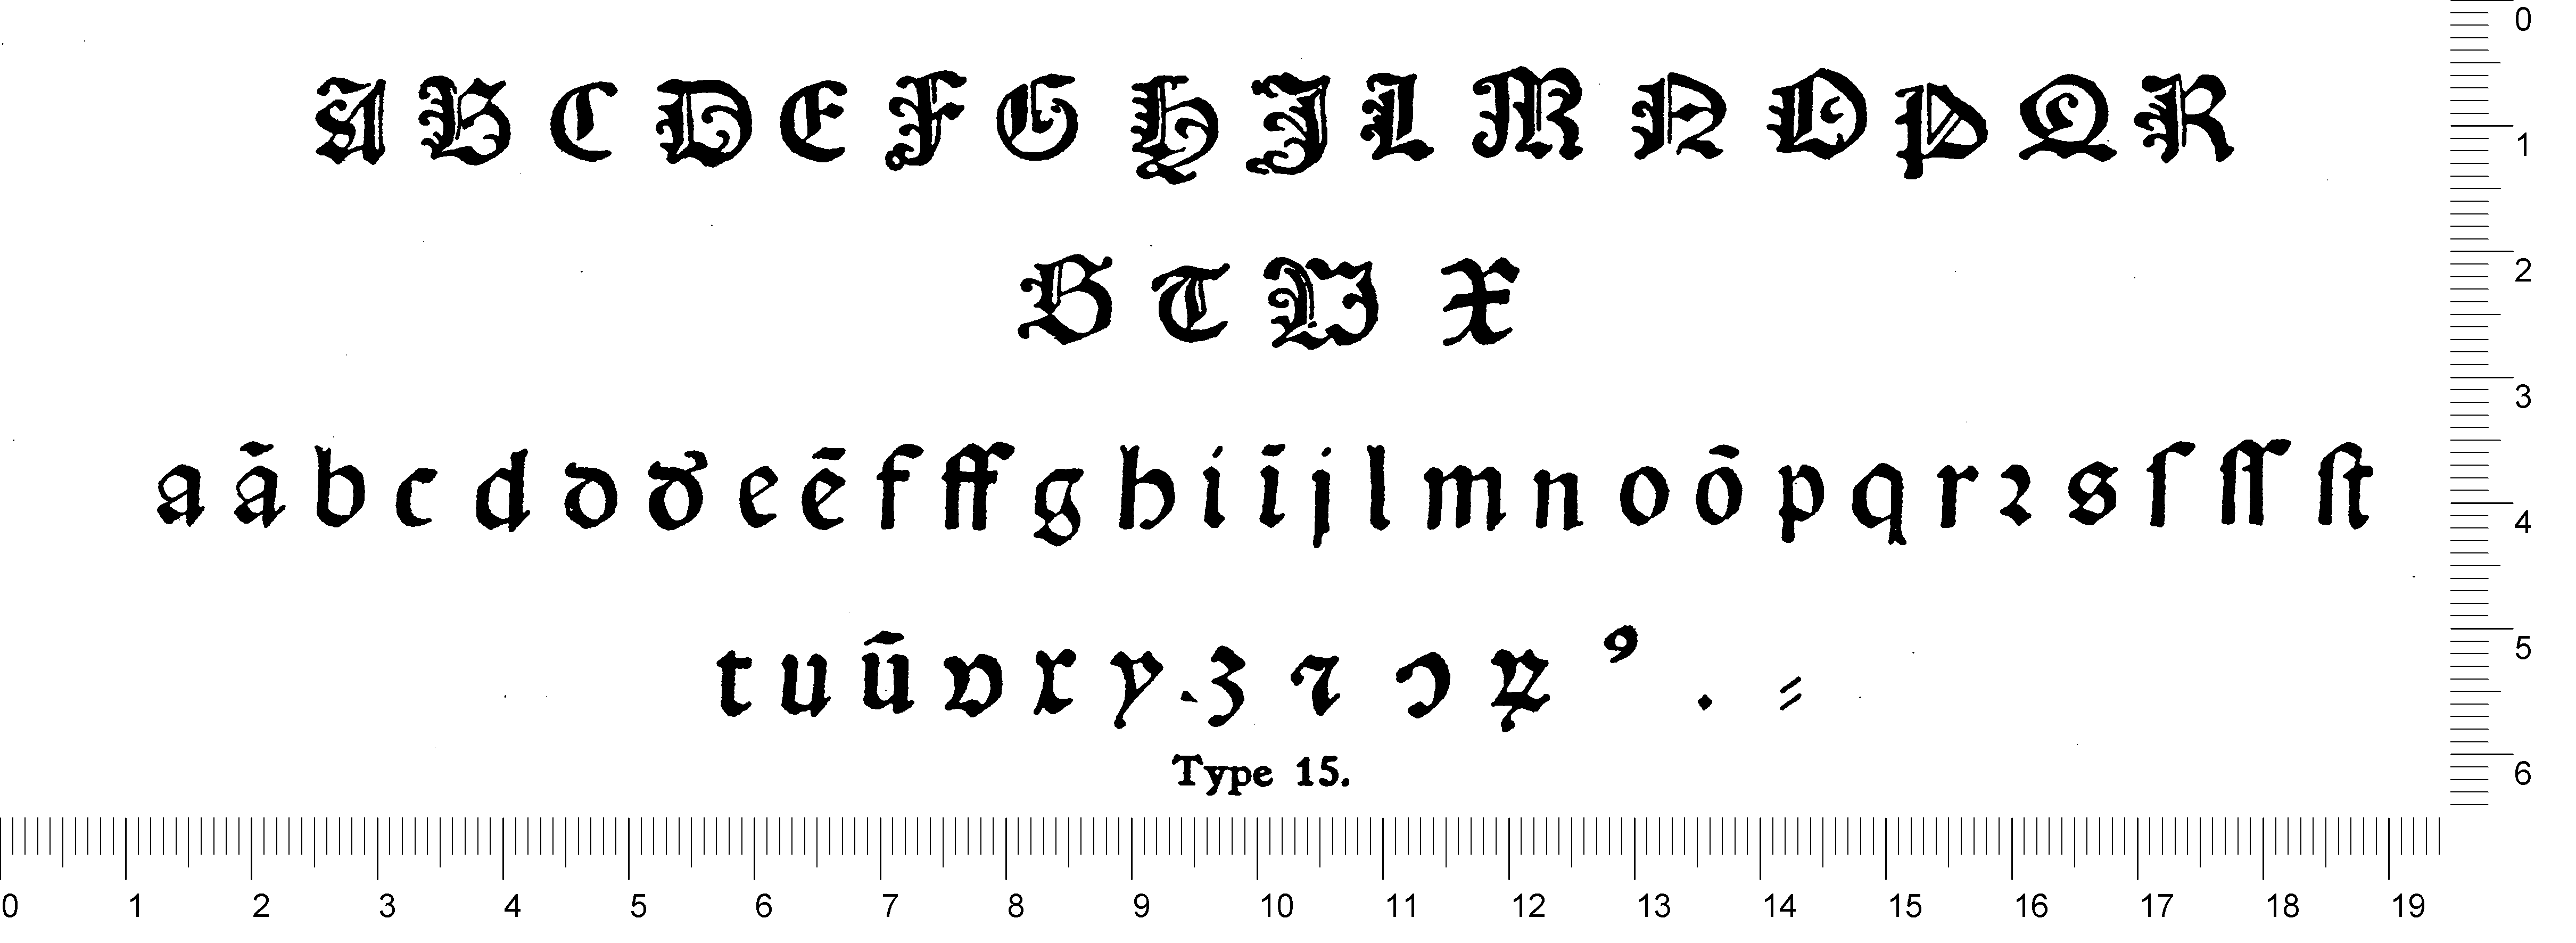 A B C D E F G H I L M N O P Q R
S T V X
a ā b c d ꝺ ꝺ̄ e ē f ff g h i ī j l m n o ō p q r ꝛ s ſ ſſ ſt
t u ū v x y . ʒ ⁊ ɔ ꝝ ꝰ . ⸗
Type 15.
0 1 2 3 4 5 6
0 1 2 3 4 5 6 7 8 9 10 11 12 13 14 15 16 17 18 19